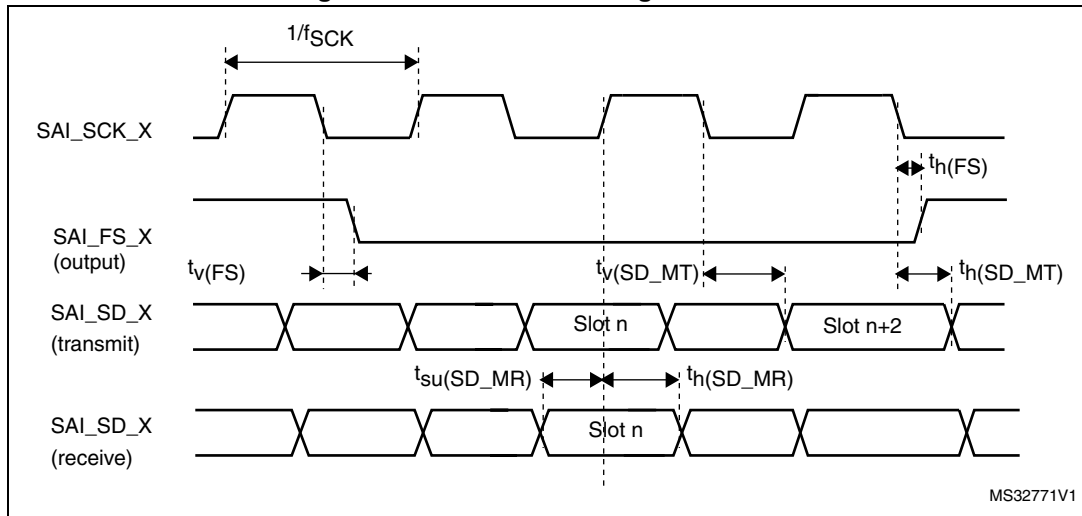 1/fSCK
SAI_SCK_X
th(FS)
SAI_FS_X
(output)
tv(FS)
tv(SD_MT)
th(SD_MT)
SAI_SD_X
(transmit)
Slot n
Slot n+2
tsu(SD_MR)
th(SD_MR)
SAI_SD_X
(receive)
Slot n
MS32771V1